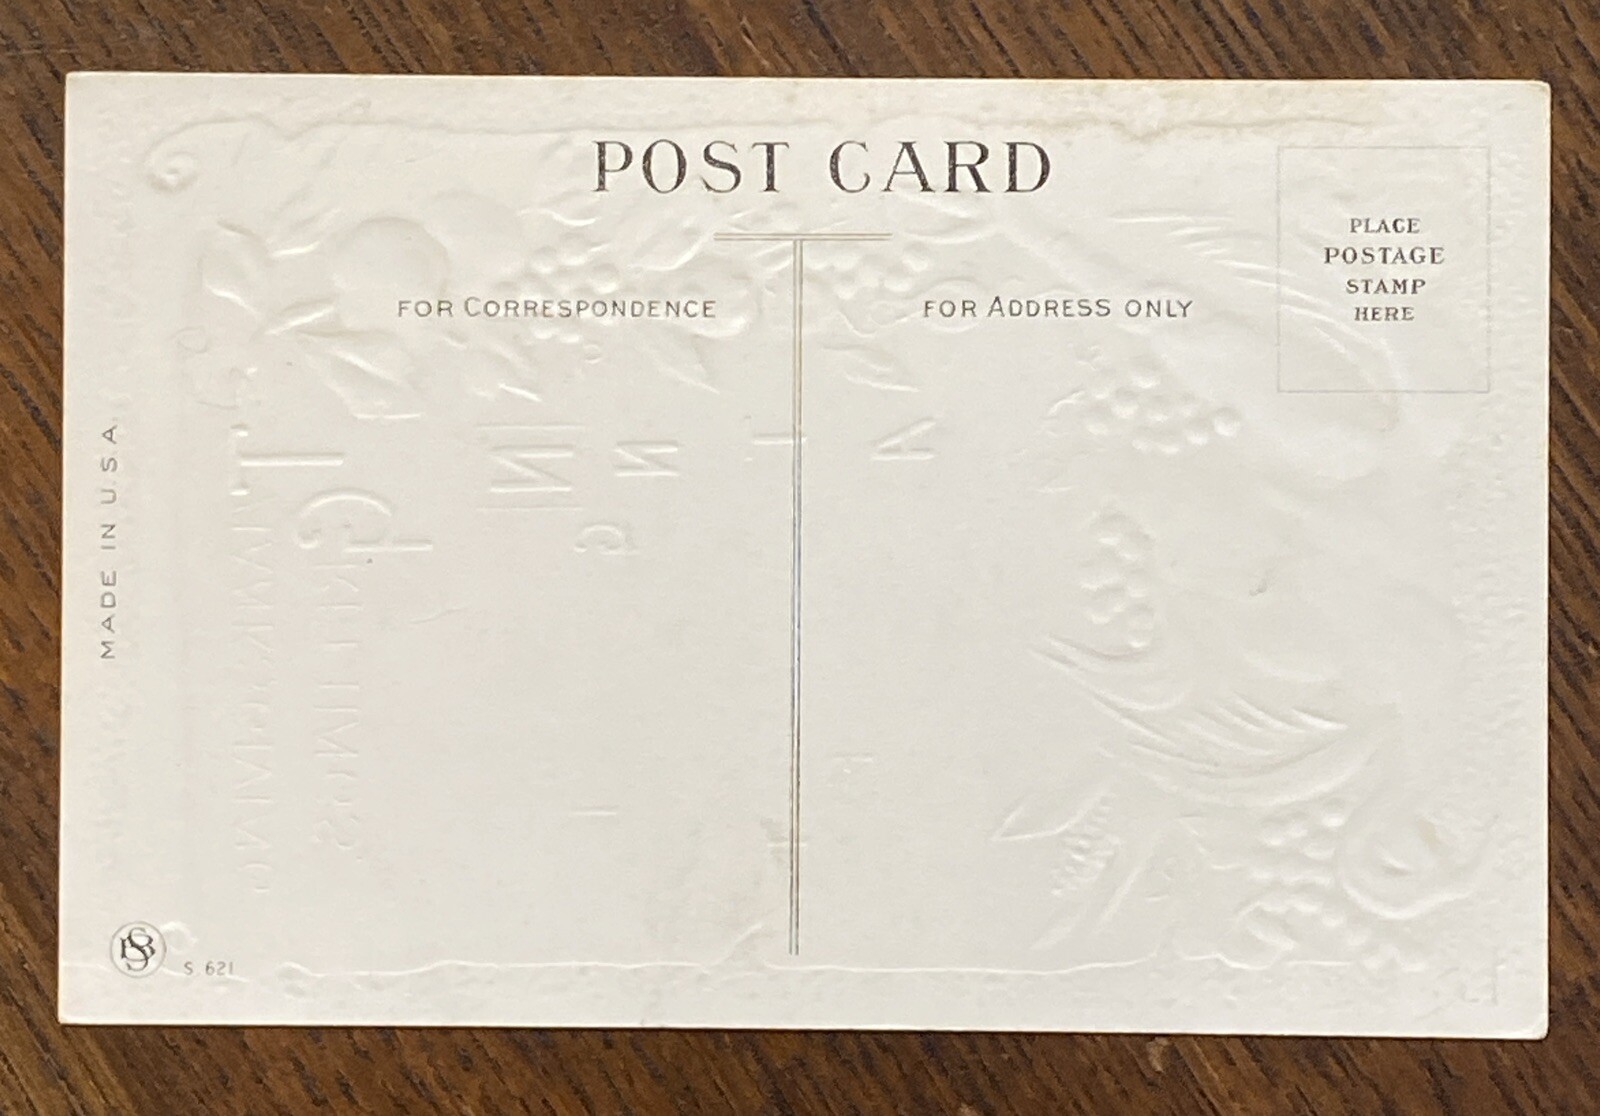 POST CARD
PLACE
POSTAGE
STAMP
HERE
FOR CORRESPONDENCE
FOR ADDRESS ONLY
MADE IN U.S.A.
S. 621